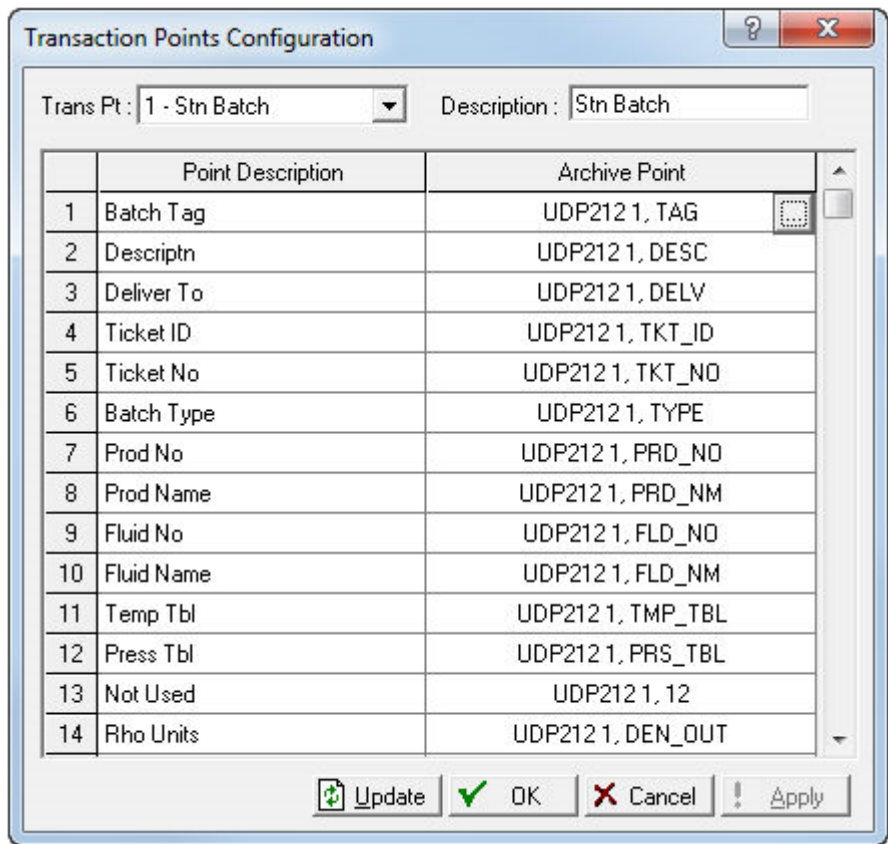 Transaction Points Configuration
Trans Pt : 1 - Stn Batch Description : Stn Batch
Point Description Archive Point
1 Batch Tag UDP212 1, TAG ...
2 Descriptn UDP212 1, DESC
3 Deliver To UDP212 1, DELV
4 Ticket ID UDP212 1, TKT_ID
5 Ticket No UDP212 1, TKT_NO
6 Batch Type UDP212 1, TYPE
7 Prod No UDP212 1, PRD_NO
8 Prod Name UDP212 1, PRD_NM
9 Fluid No UDP212 1, FLD_NO
10 Fluid Name UDP212 1, FLD_NM
11 Temp Tbl UDP212 1, TMP_TBL
12 Press Tbl UDP212 1, PRS_TBL
13 Not Used UDP212 1, 12
14 Rho Units UDP212 1, DEN_OUT
Update OK Cancel ! Apply